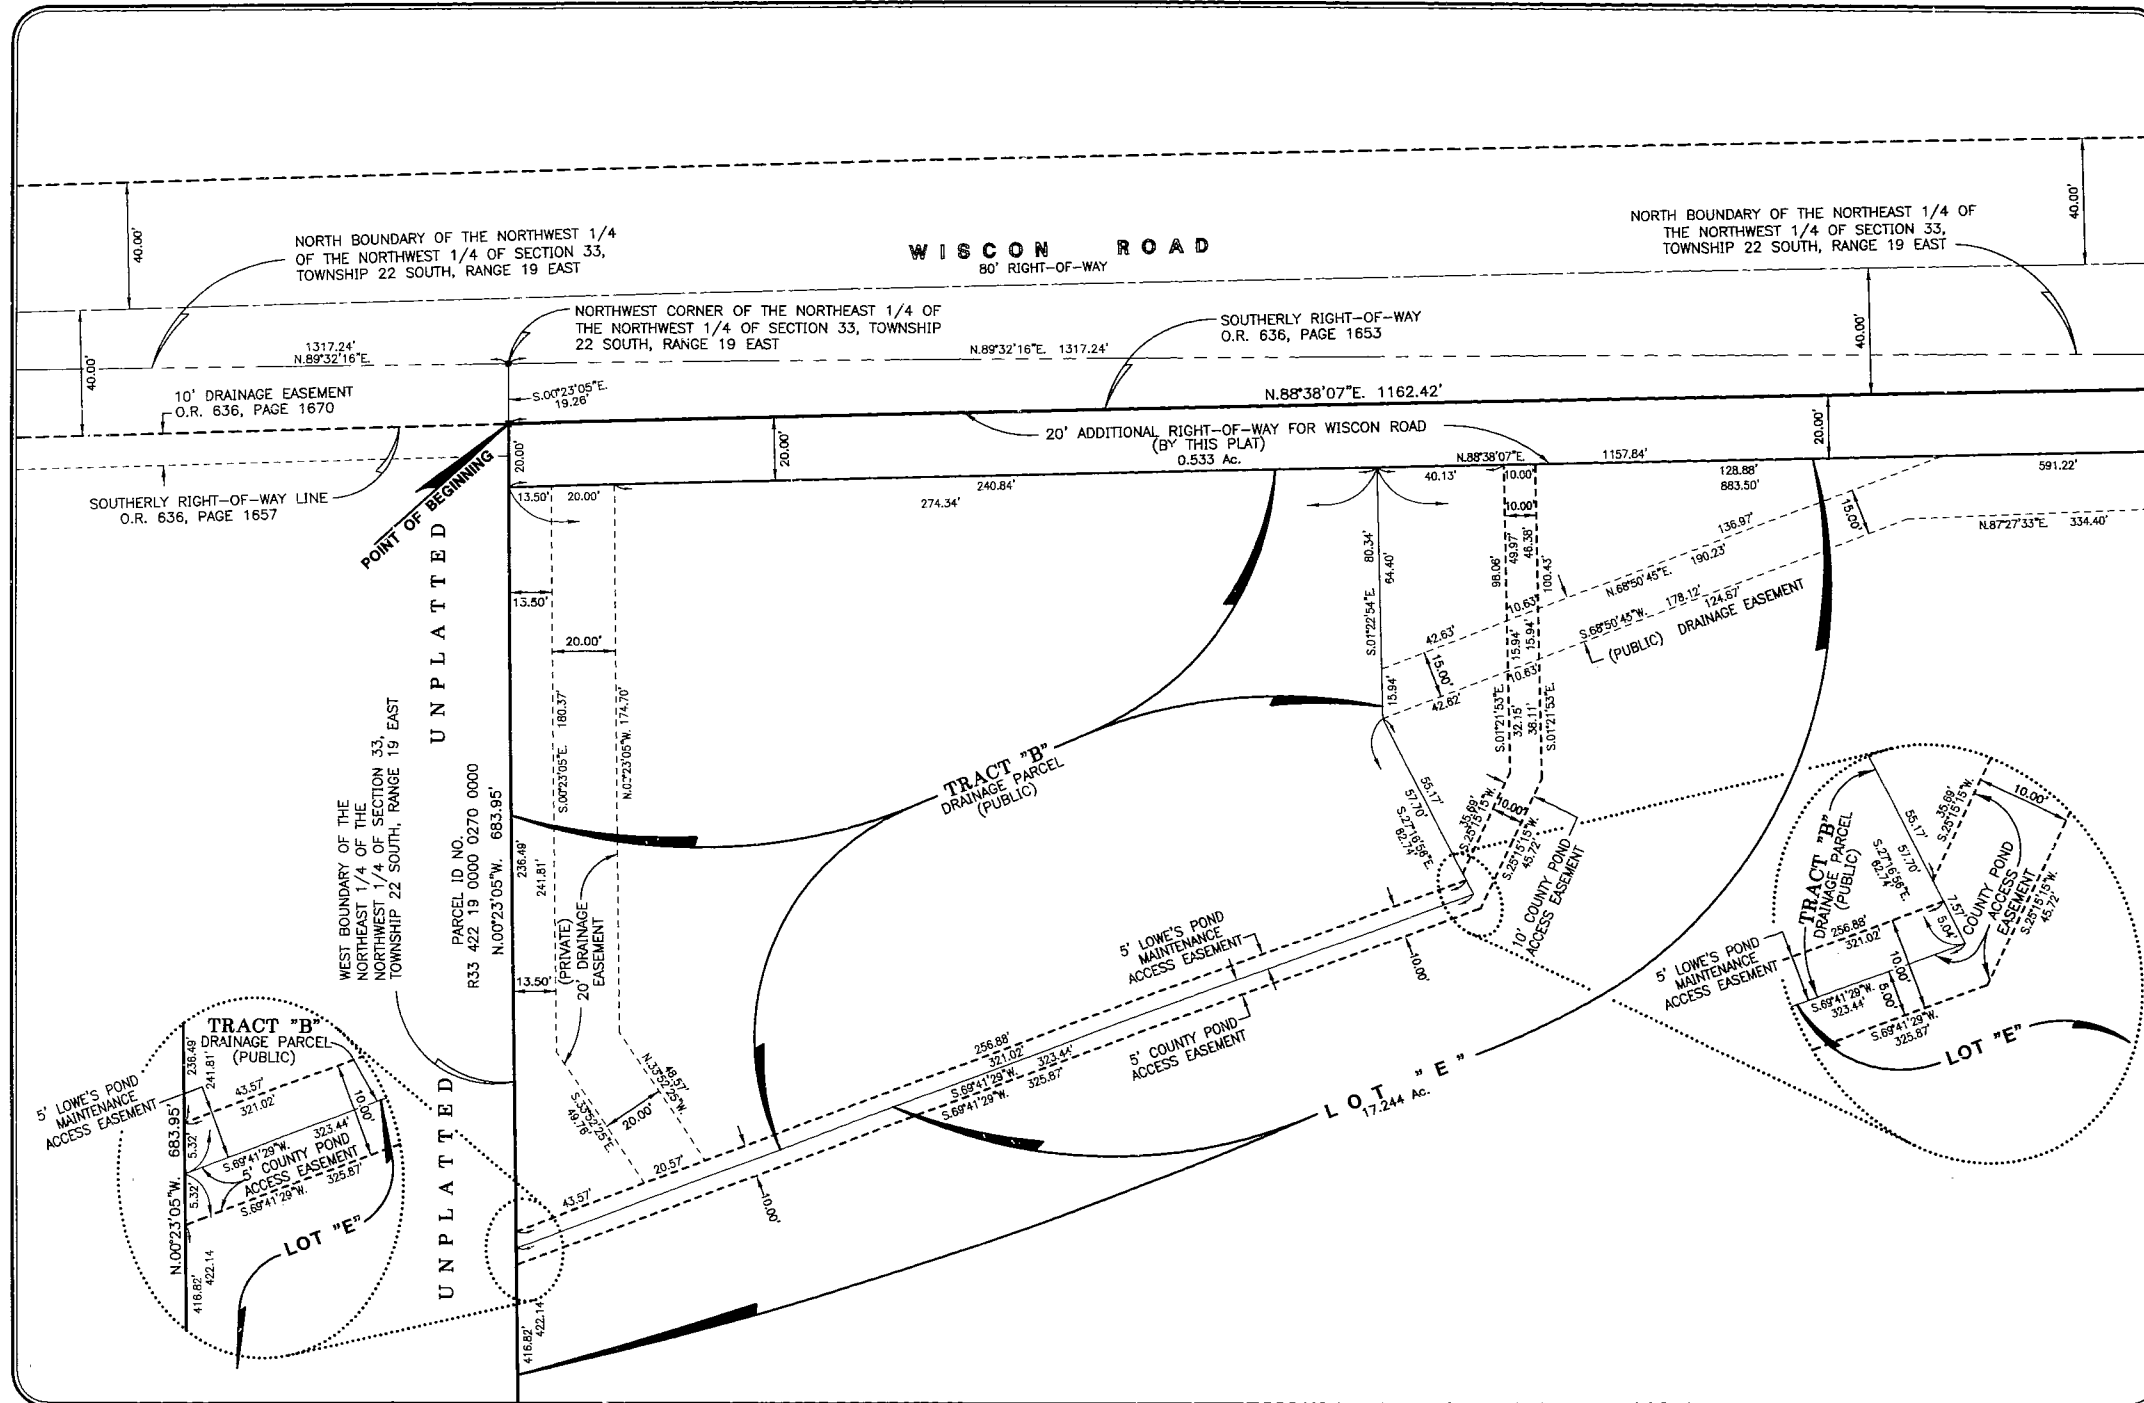 40.00'
40.00'
NORTH BOUNDARY OF THE NORTHWEST 1/4
OF THE NORTHWEST 1/4 OF SECTION 33,
TOWNSHIP 22 SOUTH, RANGE 19 EAST
WISCON ROAD
80' RIGHT-OF-WAY
NORTH BOUNDARY OF THE NORTHEAST 1/4 OF
THE NORTHWEST 1/4 OF SECTION 33,
TOWNSHIP 22 SOUTH, RANGE 19 EAST
40.00'
40.00'
NORTHWEST CORNER OF THE NORTHEAST 1/4 OF
THE NORTHWEST 1/4 OF SECTION 33, TOWNSHIP
22 SOUTH, RANGE 19 EAST
SOUTHERLY RIGHT-OF-WAY
O.R. 636, PAGE 1653
1317.24'
N.89°32'16"E.
N.89°32'16"E. 1317.24'
10' DRAINAGE EASEMENT
O.R. 636, PAGE 1670
S.00°23'05"E.
19.26'
N.88°38'07"E. 1162.42'
20' ADDITIONAL RIGHT-OF-WAY FOR WISCON ROAD
(BY THIS PLAT)
0.533 Ac.
20.00'
20.00'
20.00'
N.88°38'07"E.
1157.84'
SOUTHERLY RIGHT-OF-WAY LINE
O.R. 636, PAGE 1657
POINT OF BEGINNING
13.50'
20.00'
240.84'
274.34'
40.13'
10.00'
128.88'
883.50'
591.22'
10.00'
136.97'
15.00'
N.87°27'33"E. 334.40'
UNPLATTED
13.50'
20.00'
S.00°23'05"E. 180.37'
N.00°23'05"W. 174.70'
S.01°22'54"E. 80.34'
64.40'
98.06'
49.97'
46.38'
100.43'
N.68°50'45"E. 190.23'
S.68°50'45"W. 178.12'
124.67'
(PUBLIC) DRAINAGE EASEMENT
10.63'
42.63'
15.94'
15.94'
15.00'
10.63'
42.62'
15.94'
S.01°21'53"E.
32.15'
38.11'
S.01°21'53"E.
TRACT "B"
DRAINAGE PARCEL
(PUBLIC)
55.17'
57.70'
S.27°16'56"E.
62.74'
35.69'
S.25°15'15"W.
10.00'
S.25°15'15"W.
45.72'
10' COUNTY POND
ACCESS EASEMENT
WEST BOUNDARY OF THE
NORTHEAST 1/4 OF THE
NORTHWEST 1/4 OF SECTION 33,
TOWNSHIP 22 SOUTH, RANGE 19 EAST
PARCEL ID NO.
R33 422 19 0000 0270 0000
N.00°23'05"W. 683.95'
236.49'
241.81'
13.50'
(PRIVATE)
20' DRAINAGE
EASEMENT
5' LOWE'S POND
MAINTENANCE
ACCESS EASEMENT
10.00'
5' COUNTY POND
ACCESS EASEMENT
256.88'
321.02'
S.69°41'29"W. 323.44'
S.69°41'29"W. 325.87'
LOT "E"
17.244 Ac.
N.33°52'25"W.
48.57'
20.00'
S.33°52'25"E
49.76'
20.57'
43.57'
10.00'
UNPLATTED
416.82'
422.14'
TRACT "B"
DRAINAGE PARCEL
(PUBLIC)
236.49'
241.81'
43.57'
321.02'
10.00'
5' LOWE'S POND
MAINTENANCE
ACCESS EASEMENT
N.00°23'05"W. 683.95'
5.32'
5.32'
S.69°41'29"W. 323.44'
5' COUNTY POND
ACCESS EASEMENT
S.69°41'29"W. 325.87'
LOT "E"
416.82'
422.14
TRACT "B"
DRAINAGE PARCEL
(PUBLIC)
55.17'
57.70'
S.27°16'56"E.
62.74'
35.69'
S.25°15'15"W.
10.00'
7.57'
5.04'
COUNTY POND
ACCESS
EASEMENT
S.25°15'15"W.
45.72'
256.88'
321.02'
10.00'
5.00'
5' LOWE'S POND
MAINTENANCE
ACCESS EASEMENT
S.69°41'29"W.
323.44'
S.69°41'29"W.
325.87'
LOT "E"